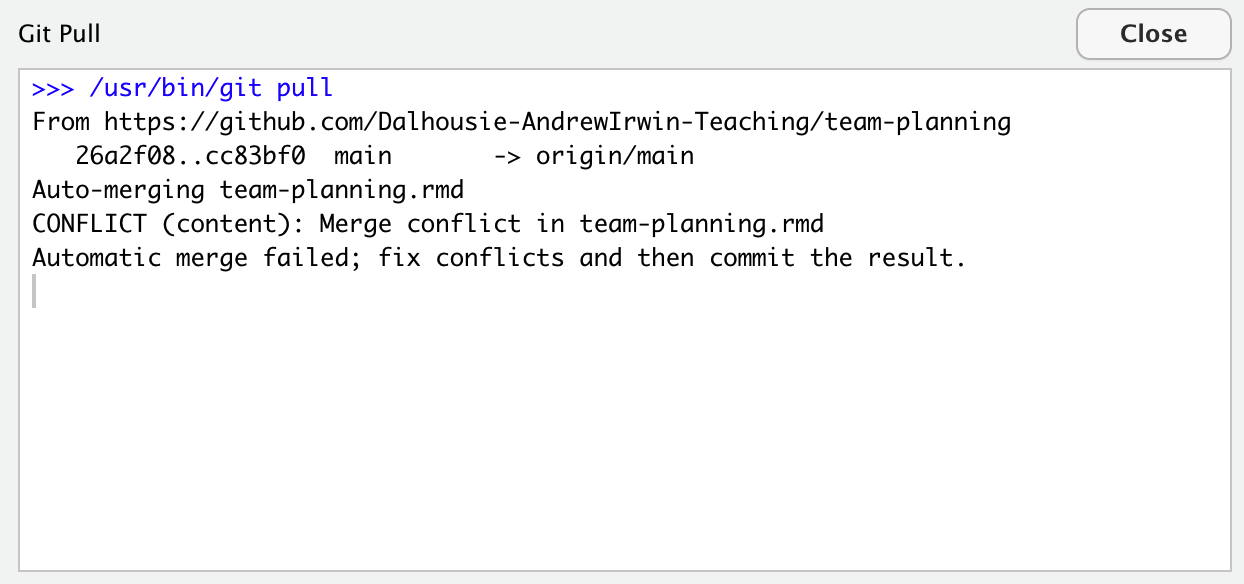 Git Pull
Close
>>> /usr/bin/git pull
From https://github.com/Dalhousie-AndrewIrwin-Teaching/team-planning
   26a2f08..cc83bf0  main       -> origin/main
Auto-merging team-planning.rmd
CONFLICT (content): Merge conflict in team-planning.rmd
Automatic merge failed; fix conflicts and then commit the result.